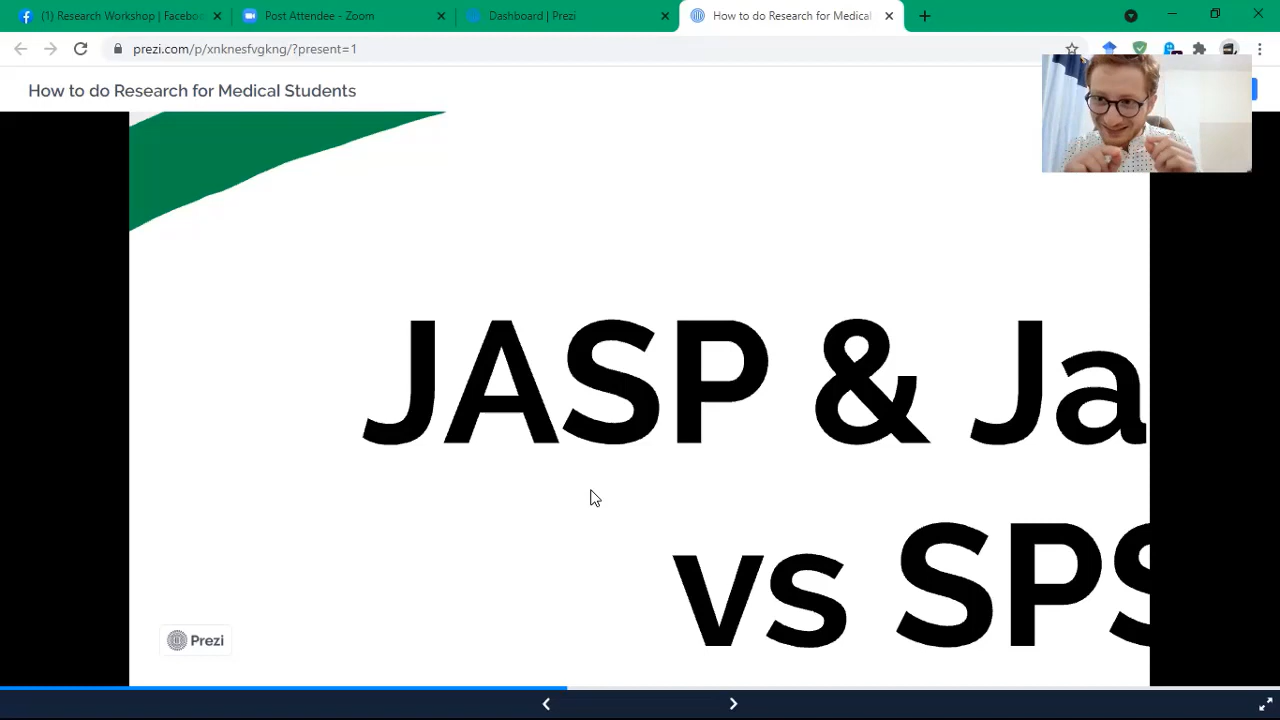 (1) Research Workshop | Facebo
Post Attendee - Zoom
Dashboard | Prezi
How to do Research for Medical
prezi.com/p/xnknesfvgkng/?present=1
How to do Research for Medical Students
JASP & Ja
vs SPS
Prezi